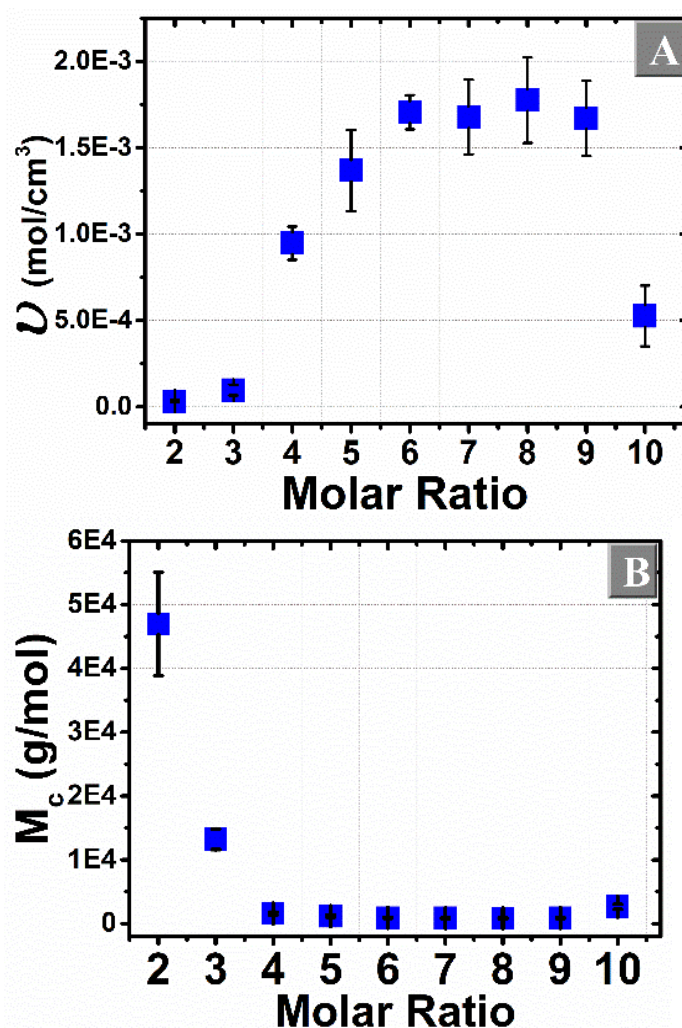 A
2.0E-3
1.5E-3
1.0E-3
5.0E-4
0.0
υ (mol/cm³)
2 3 4 5 6 7 8 9 10
Molar Ratio
B
6E4
5E4
4E4
3E4
2E4
1E4
0
M_c (g/mol)
2 3 4 5 6 7 8 9 10
Molar Ratio